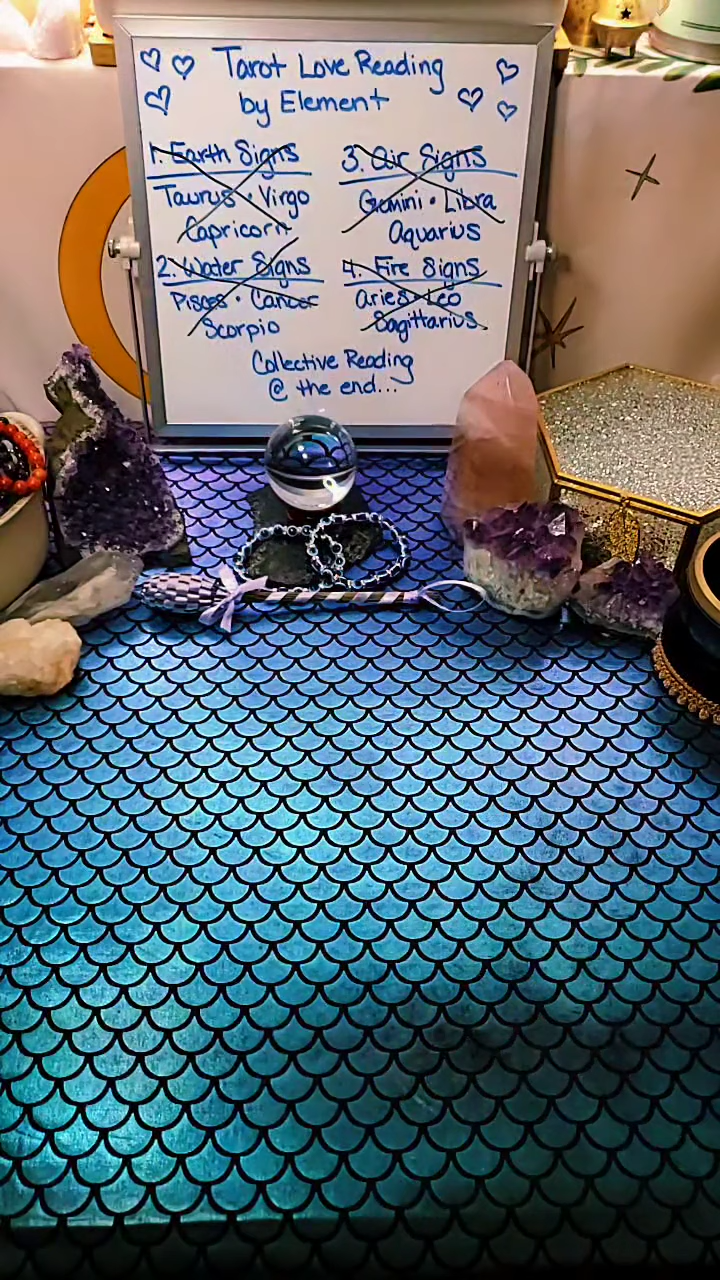 Tarot Love Reading
by Element
1. Earth Signs
Taurus • Virgo
Capricorn
2. Water Signs
Pisces • Cancer
Scorpio
3. Air Signs
Gemini • Libra
Aquarius
4. Fire Signs
Aries • Leo
Sagittarius
Collective Reading
@ the end...